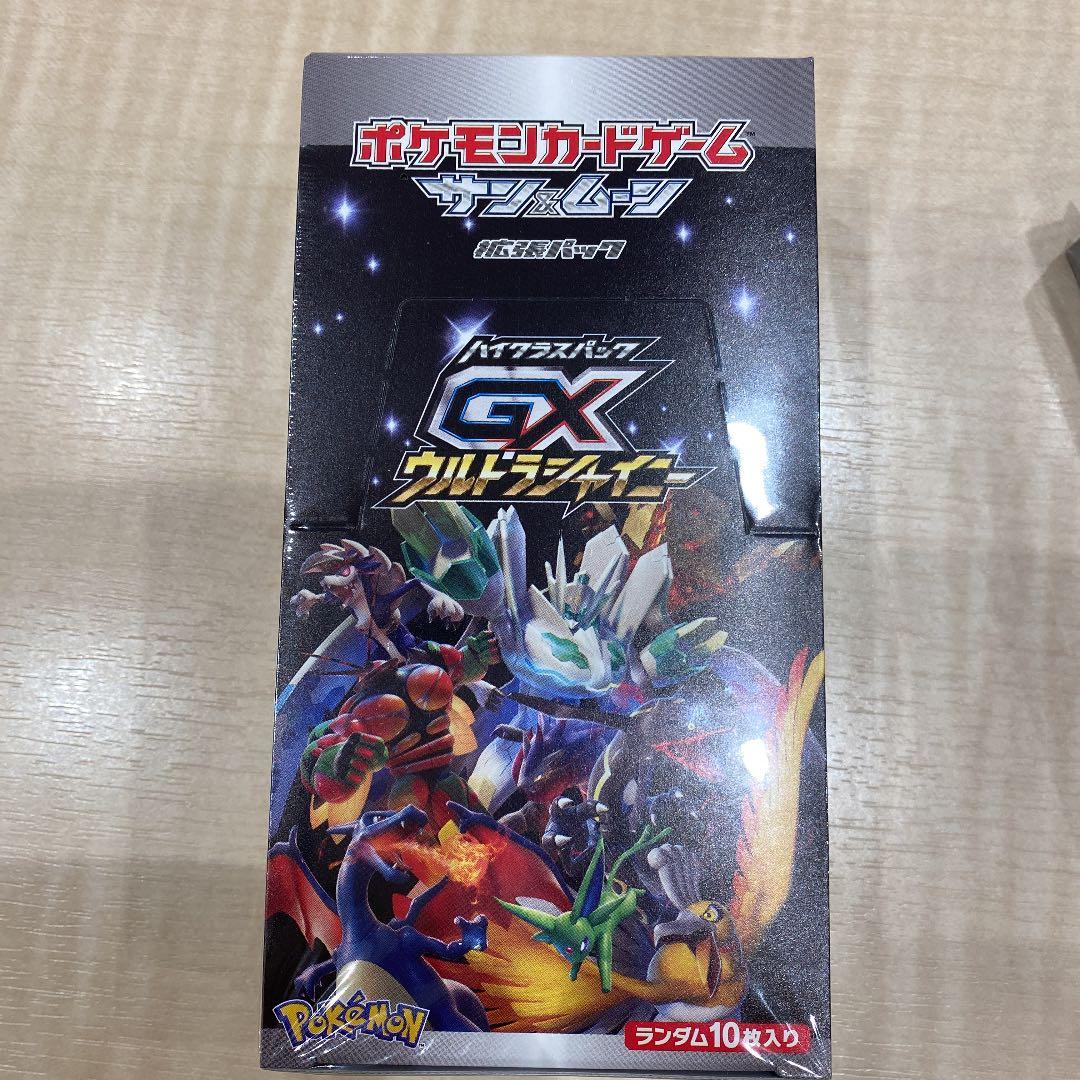 ポケモンカードゲーム™
サン&ムーン
拡張パック
ハイクラスパック
GX
ウルトラシャイニー
Pokémon
ランダム10枚入り